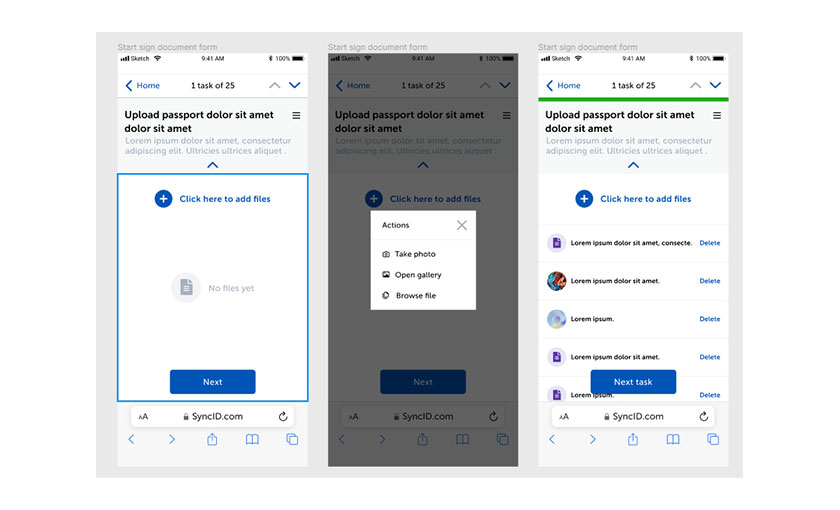 Start sign document form
Sketch 9:41 AM 100%
Home 1 task of 25
Upload passport dolor sit amet
dolor sit amet
Lorem ipsum dolor sit amet, consectetur
adipiscing elit. Ultricies ultrices aliquet .
Click here to add files
No files yet
Next
AA SyncID.com
Start sign document form
Sketch 9:41 AM 100%
Home 1 task of 25
Upload passport dolor sit amet
dolor sit amet
Lorem ipsum dolor sit amet, consectetur
adipiscing elit. Ultricies ultrices aliquet .
Click here to add files
Actions
Take photo
Open gallery
Browse file
Next
AA SyncID.com
Start sign document form
Sketch 9:41 AM 100%
Home 1 task of 25
Upload passport dolor sit amet
dolor sit amet
Lorem ipsum dolor sit amet, consectetur
adipiscing elit. Ultricies ultrices aliquet .
Click here to add files
Lorem ipsum dolor sit amet, consecte. Delete
Lorem ipsum dolor sit amet. Delete
Lorem ipsum. Delete
Lorem ipsum dolor sit amet. Delete
Next task
Lorem ipsum. Delete
AA SyncID.com